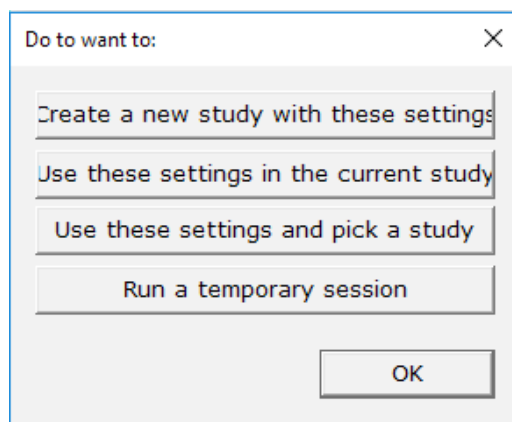 Do to want to:
Create a new study with these settings
Use these settings in the current study
Use these settings and pick a study
Run a temporary session
OK